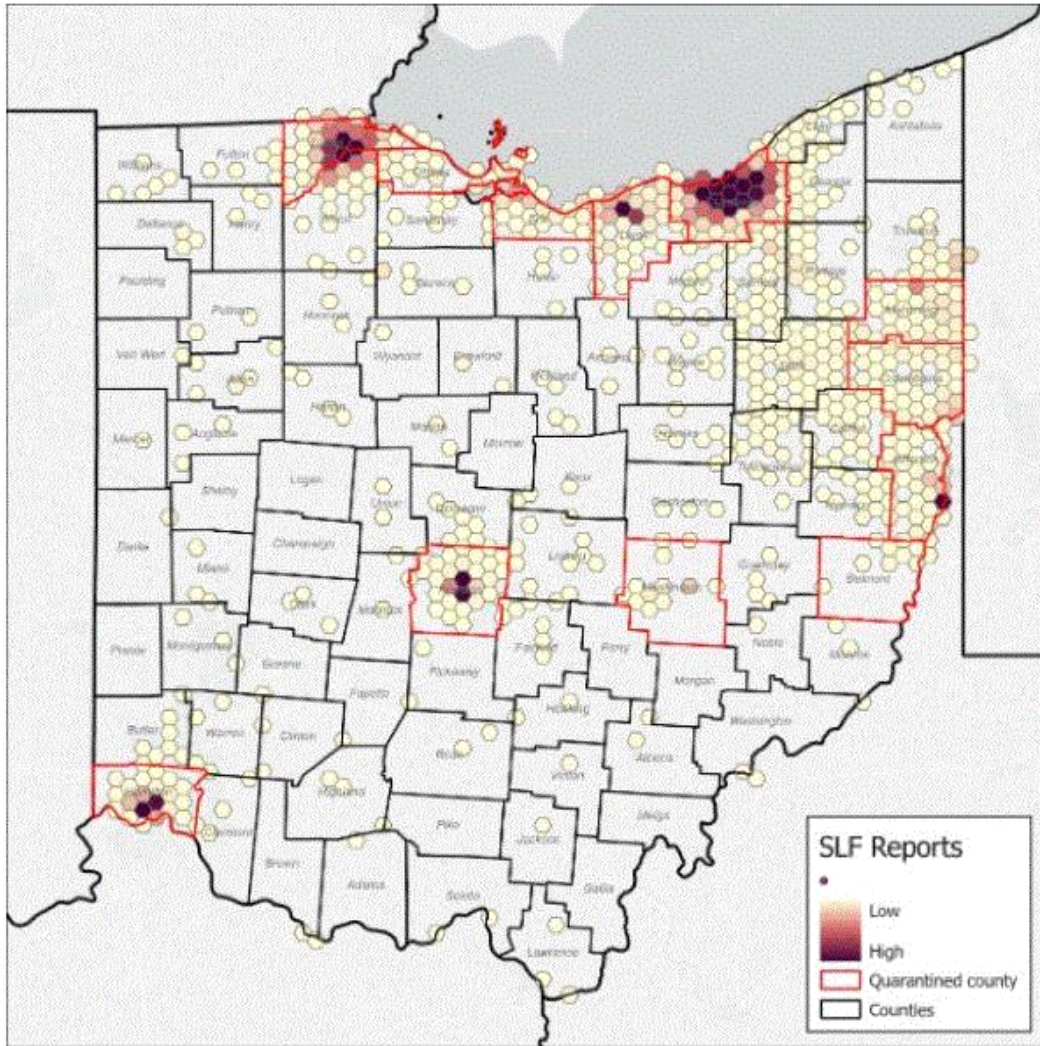 Lake
Ashtabula
Williams
Fulton
Geauga
Ottawa
Defiance
Henry
Wood
Sandusky
Erie
Lorain
Trumbull
Paulding
Seneca
Huron
Medina
Summit
Portage
Putnam
Hancock
Mahoning
Van Wert
Allen
Wyandot
Crawford
Richland
Ashland
Wayne
Stark
Columbiana
Mercer
Auglaize
Hardin
Marion
Morrow
Holmes
Carroll
Tuscarawas
Jefferson
Logan
Shelby
Union
Delaware
Knox
Coshocton
Harrison
Darke
Champaign
Miami
Licking
Muskingum
Guernsey
Belmont
Clark
Madison
Preble
Montgomery
Greene
Fairfield
Perry
Noble
Monroe
Pickaway
Morgan
Fayette
Butler
Warren
Clinton
Hocking
Washington
Ross
Athens
Vinton
Highland
Pike
Meigs
Clermont
Jackson
Brown
Adams
Scioto
Gallia
Lawrence
SLF Reports
Low
High
Quarantined county
Counties